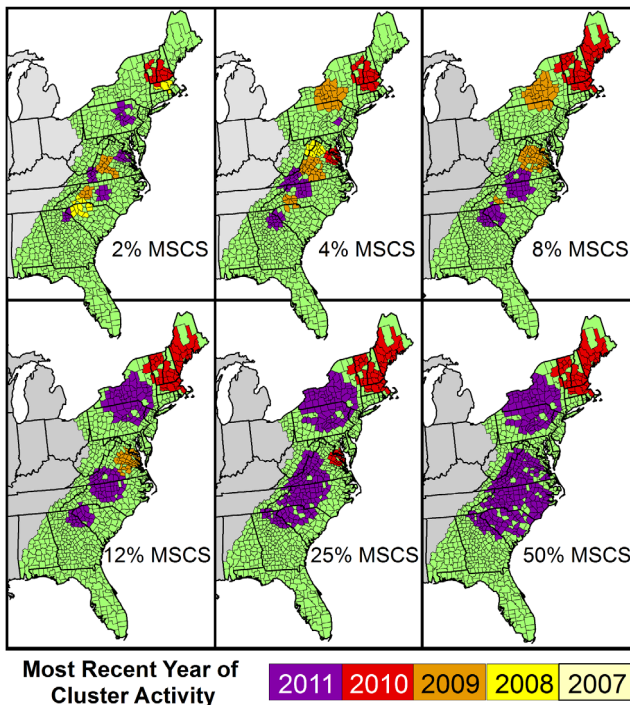 2% MSCS
4% MSCS
8% MSCS
12% MSCS
25% MSCS
50% MSCS
Most Recent Year of
Cluster Activity
2011 2010 2009 2008 2007